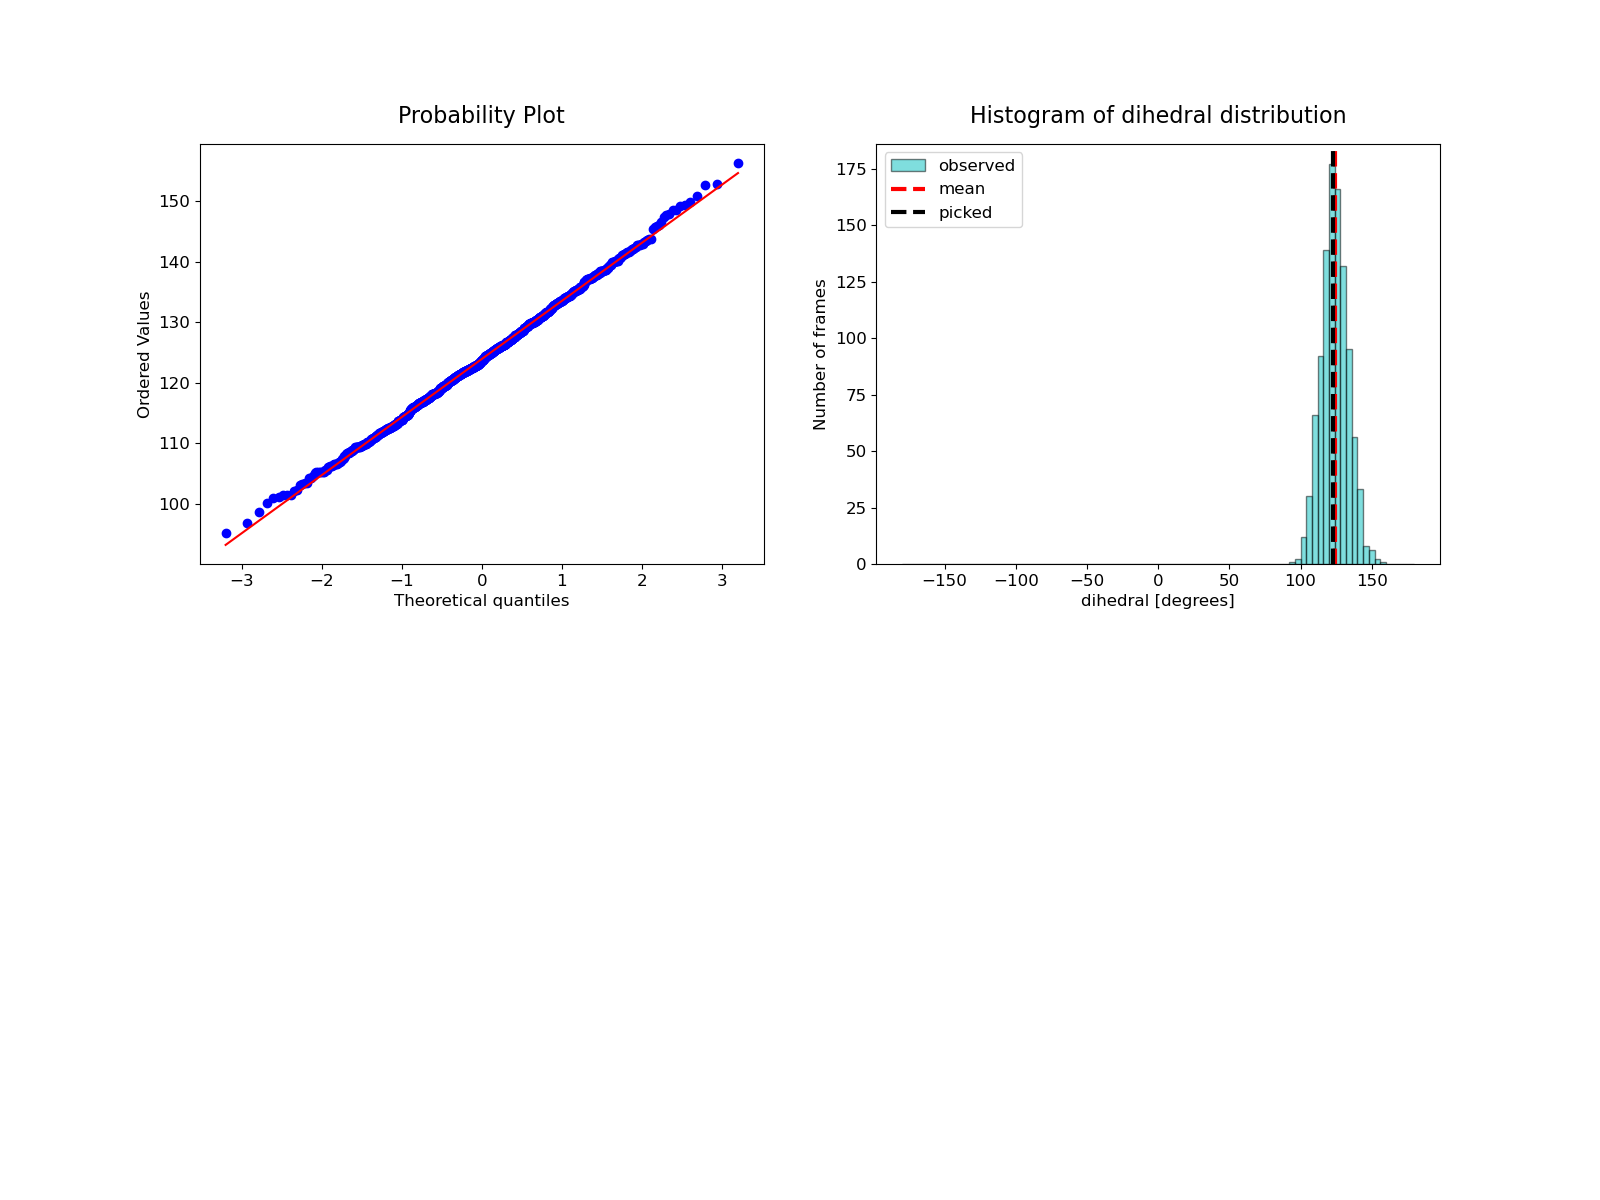 Probability Plot
Ordered Values
150
140
130
120
110
100
−3 −2 −1 0 1 2 3
Theoretical quantiles
Histogram of dihedral distribution
observed
mean
picked
Number of frames
175
150
125
100
75
50
25
0
−150 −100 −50 0 50 100 150
dihedral [degrees]